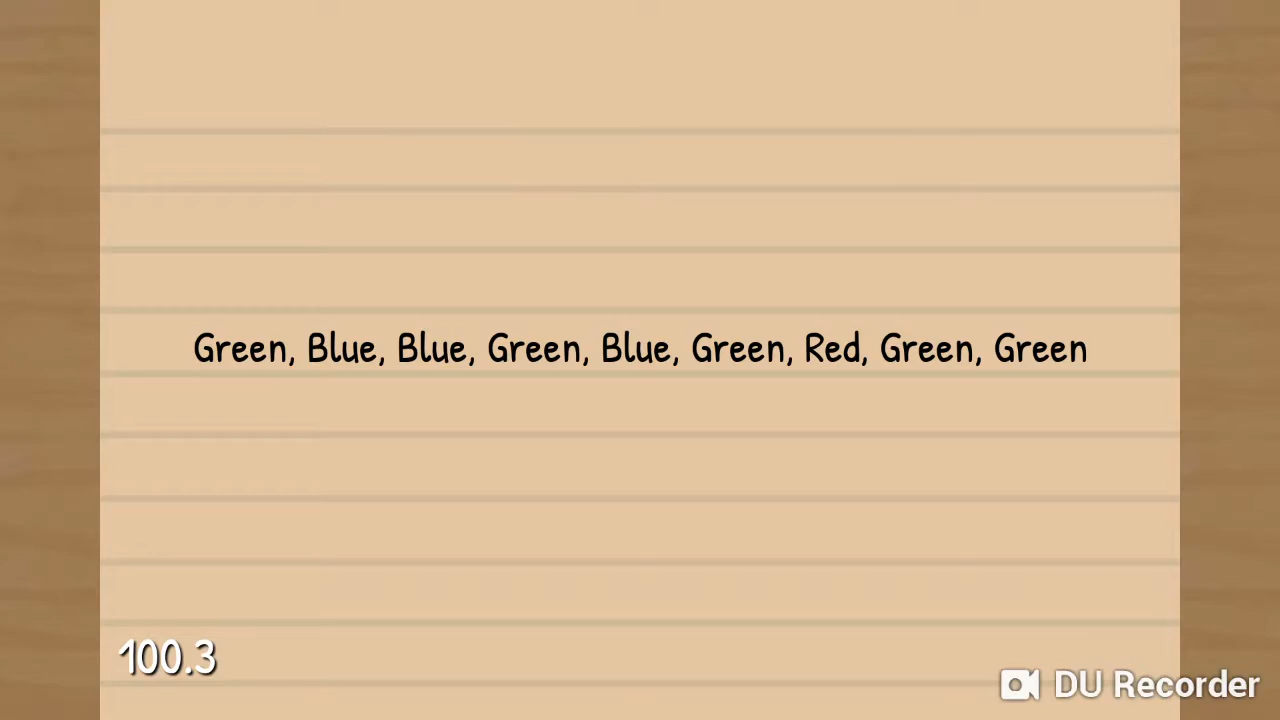 Green, Blue, Blue, Green, Blue, Green, Red, Green, Green
100.3
DU Recorder